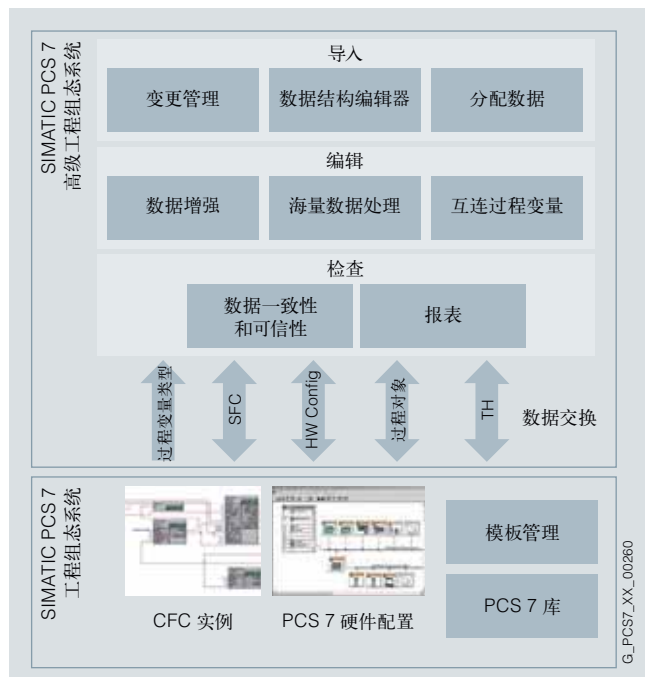 SIMATIC PCS 7
高级工程组态系统
导入
变更管理
数据结构编辑器
分配数据
编辑
数据增强
海量数据处理
互连过程变量
检查
数据一致性
和可信性
报表
过程变量类型
SFC
HW Config
过程对象
TH
数据交换
SIMATIC PCS 7
工程组态系统
CFC 实例
PCS 7 硬件配置
模板管理
PCS 7 库
G_PCS7_XX_00260